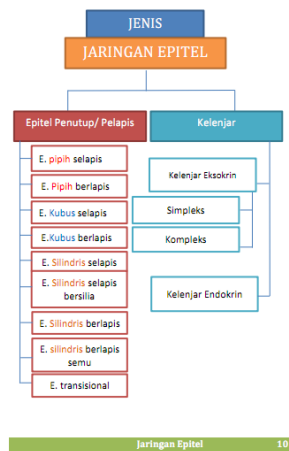 JENIS
JARINGAN EPITEL
Epitel Penutup/ Pelapis
E. pipih selapis
E. Pipih berlapis
E. Kubus selapis
E.Kubus berlapis
E. Silindris selapis
E. Silindris selapis
bersilia
E. Silindris berlapis
E. silindris berlapis
semu
E. transisional
Kelenjar
Kelenjar Eksokrin
Simpleks
Kompleks
Kelenjar Endokrin
Jaringan Epitel 10